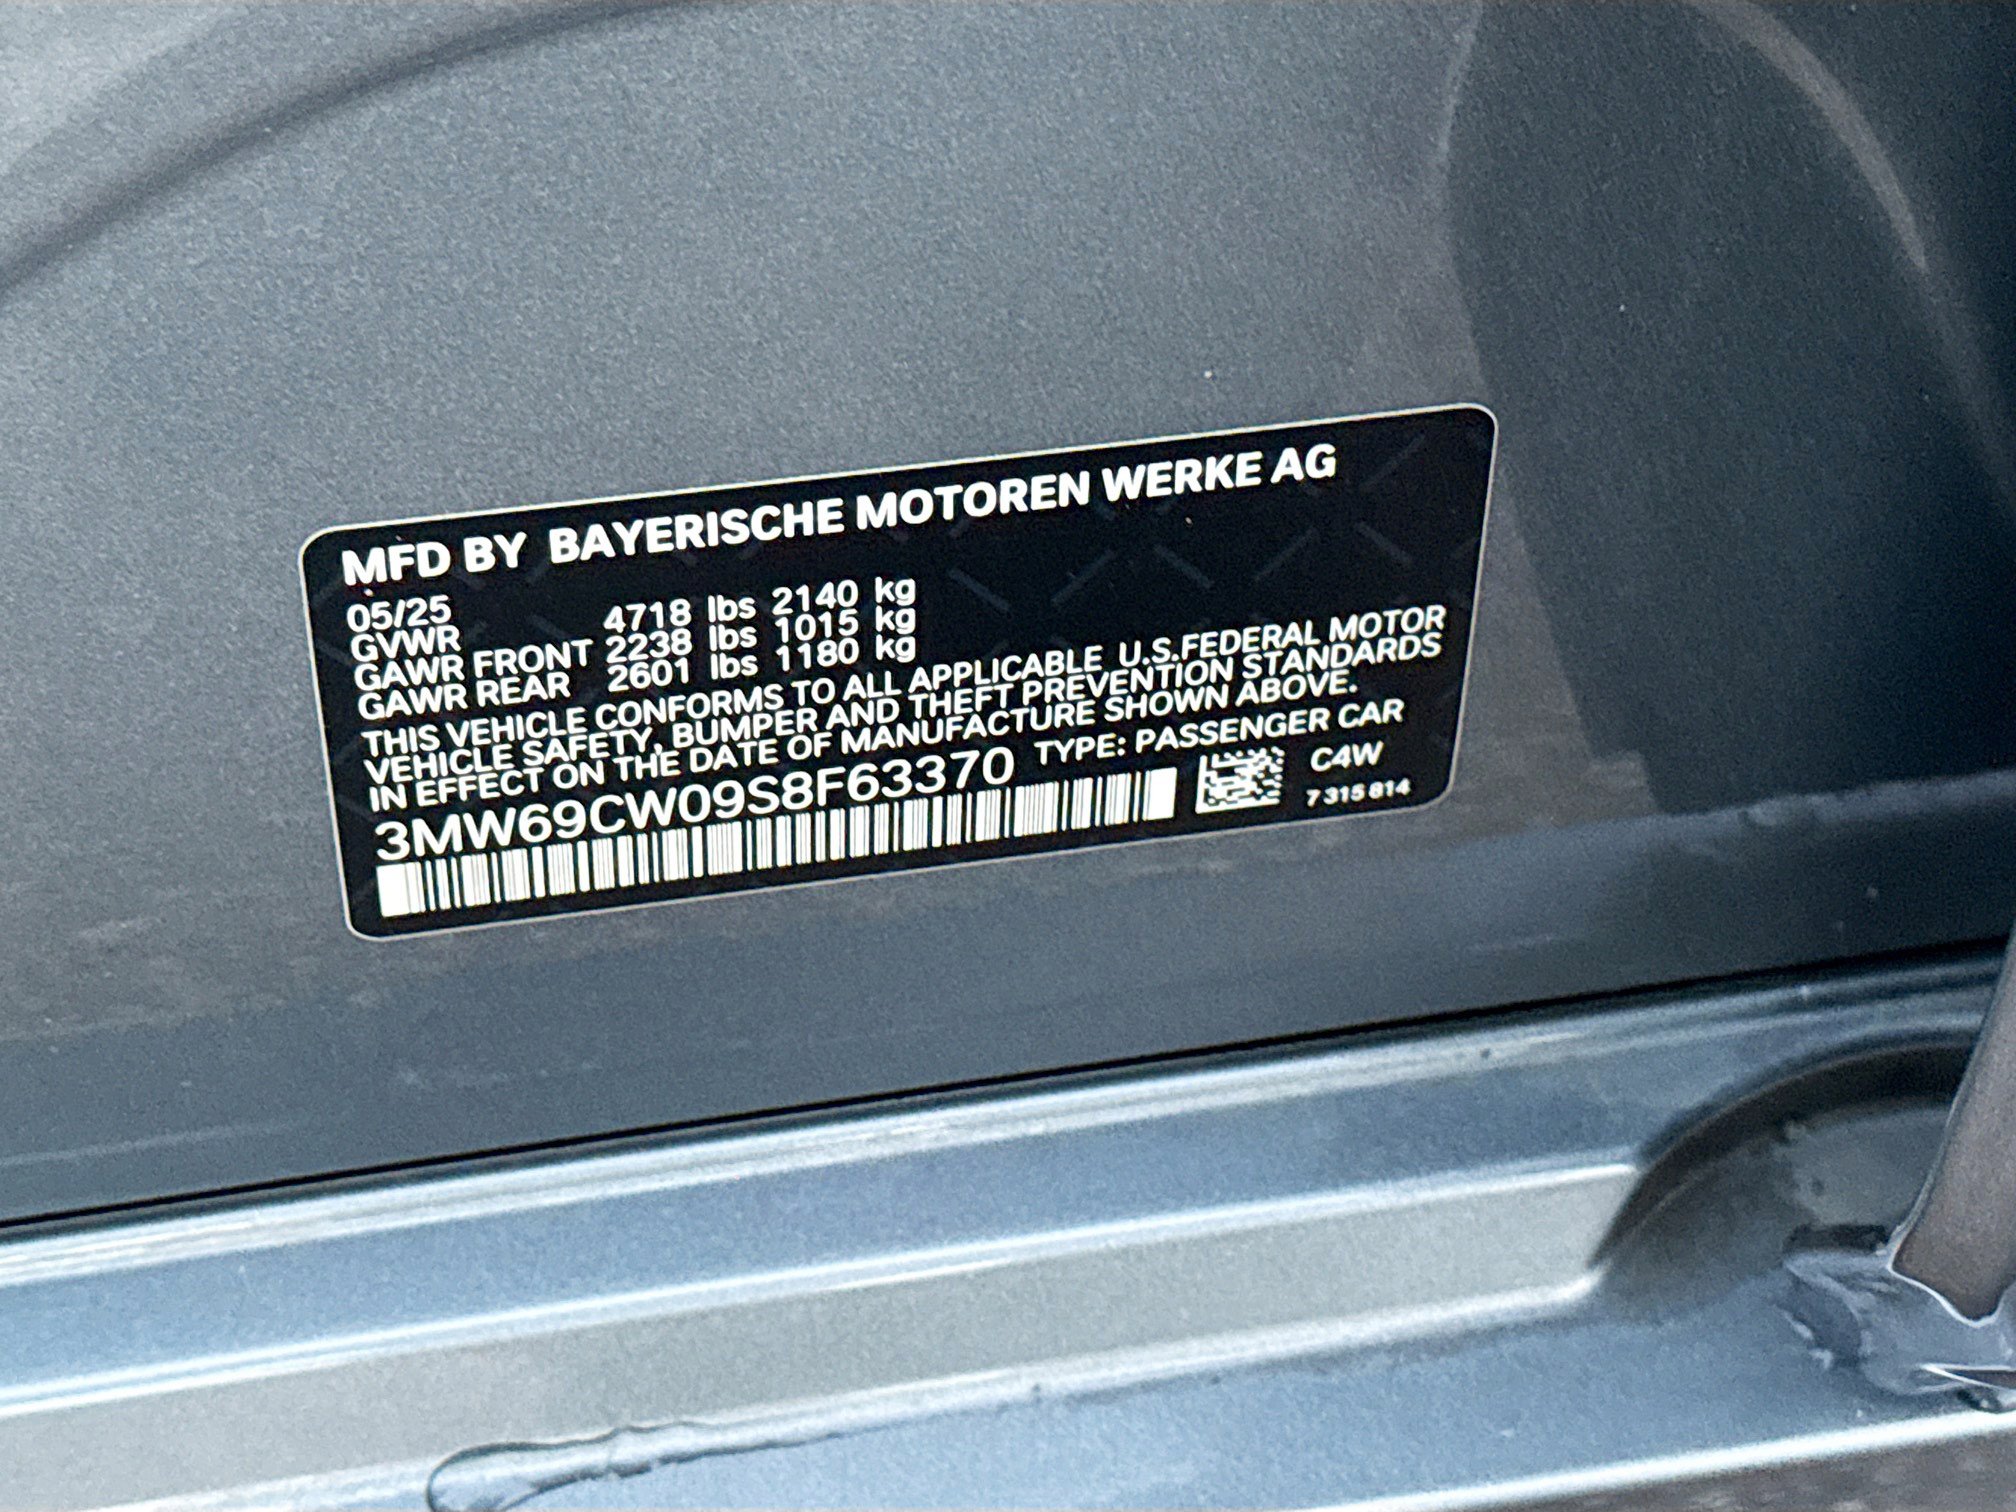 MFD BY BAYERISCHE MOTOREN WERKE AG
05/25
GVWR 4718 lbs 2140 kg
GAWR FRONT 2238 lbs 1015 kg
GAWR REAR 2601 lbs 1180 kg
THIS VEHICLE CONFORMS TO ALL APPLICABLE U.S.FEDERAL MOTOR
VEHICLE SAFETY, BUMPER AND THEFT PREVENTION STANDARDS
IN EFFECT ON THE DATE OF MANUFACTURE SHOWN ABOVE.
3MW69CW09S8F63370 TYPE: PASSENGER CAR
C4W
7 315 814